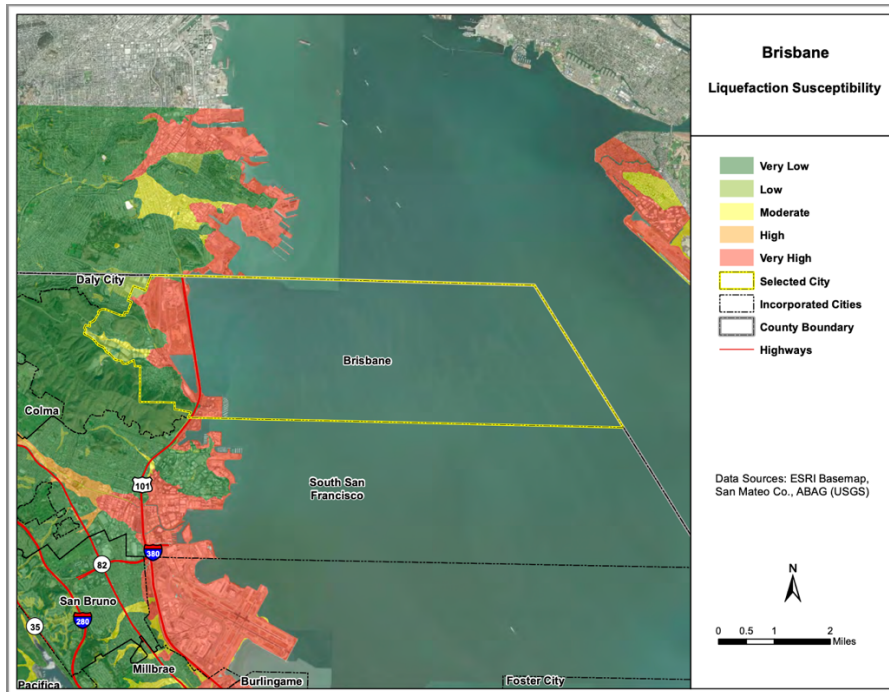 Brisbane
Liquefaction Susceptibility
Very Low
Low
Moderate
High
Very High
Selected City
Incorporated Cities
County Boundary
Highways
Data Sources: ESRI Basemap,
San Mateo Co., ABAG (USGS)
N
0 0.5 1 2
Miles
Daly City
Brisbane
Colma
South San
Francisco
101
380
82
San Bruno
280
35
Millbrae
Pacifica
Burlingame
Foster City